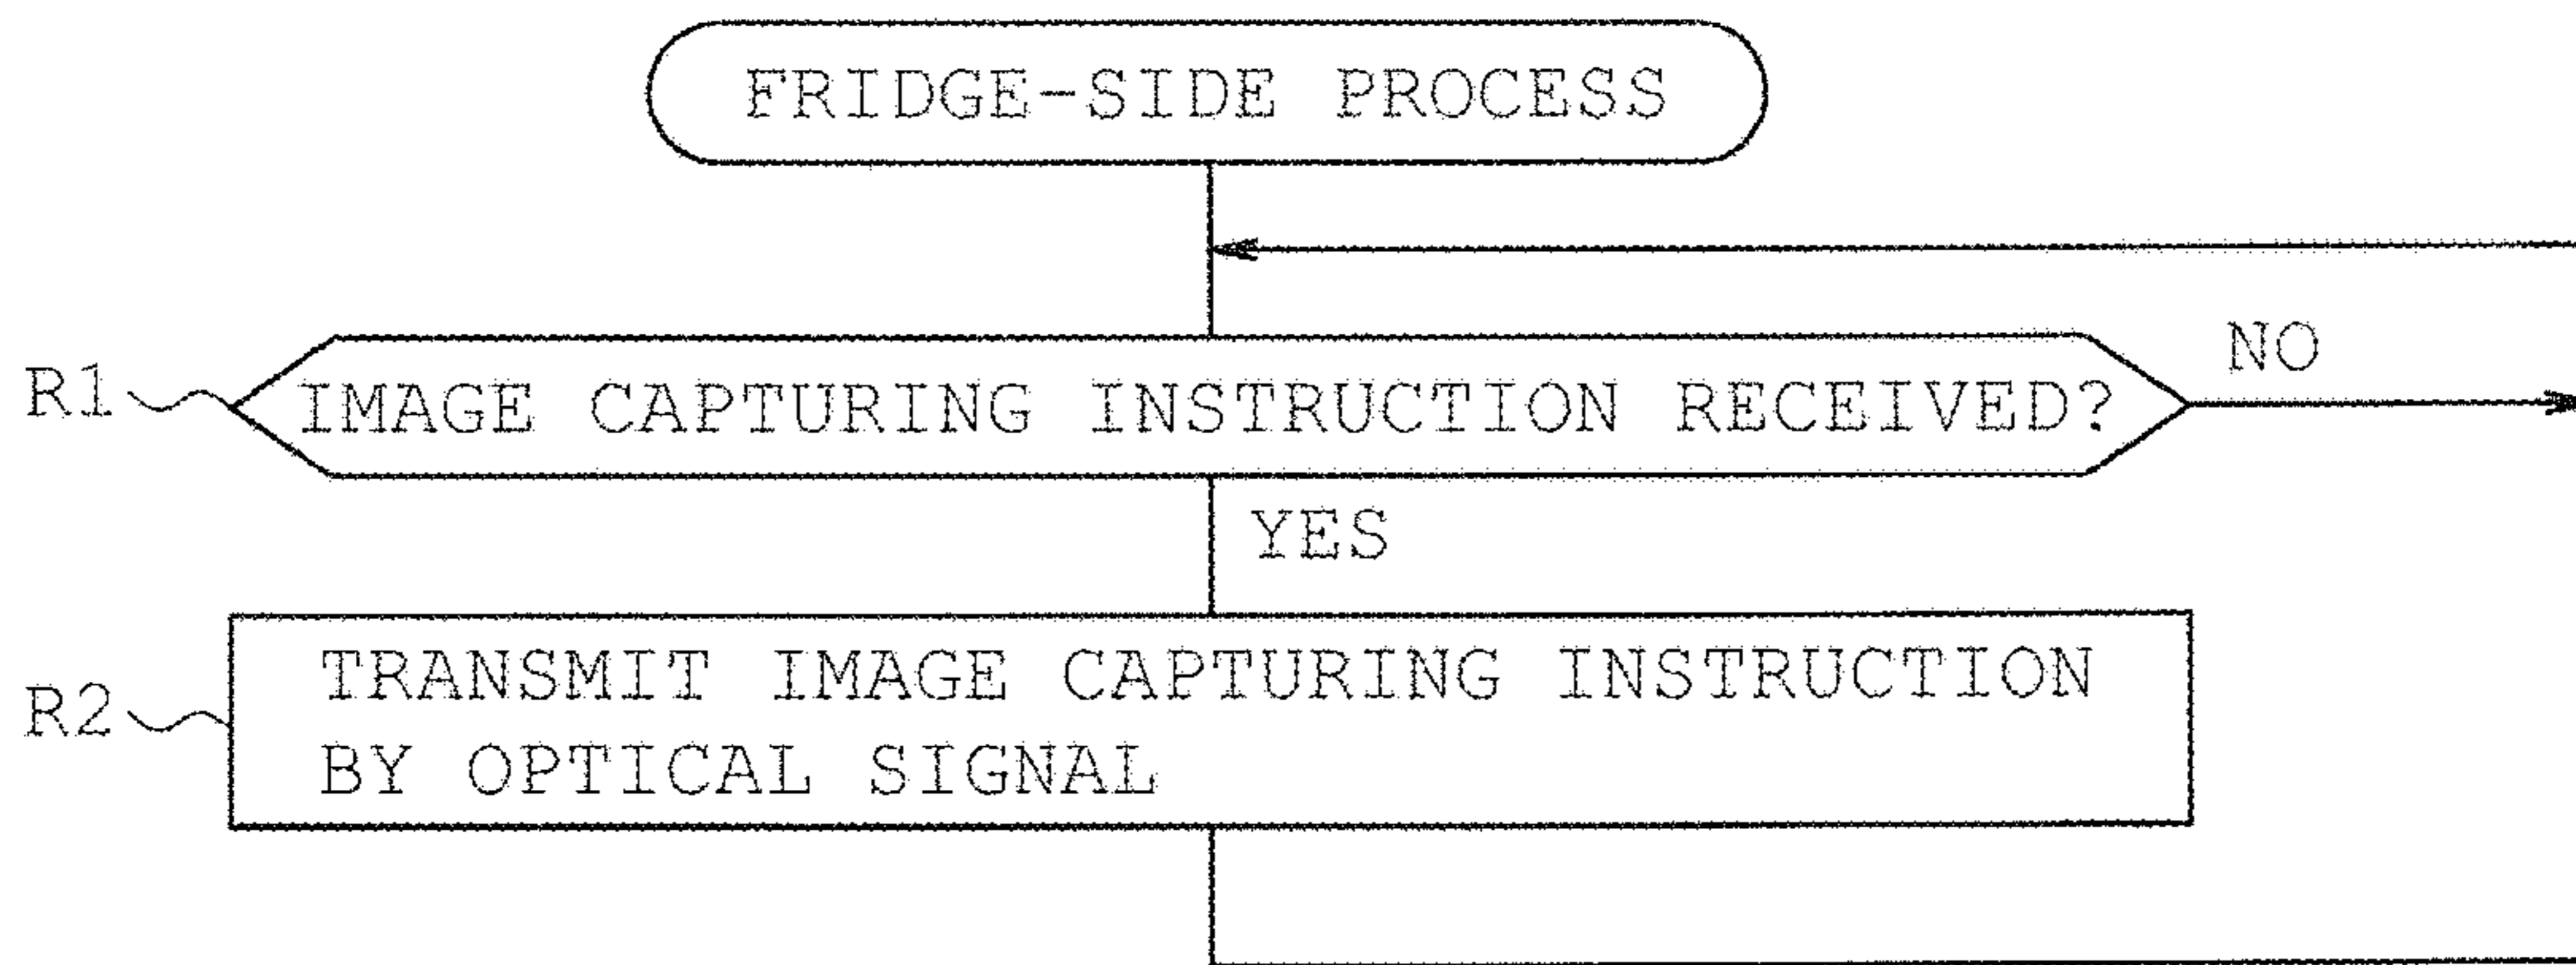 FRIDGE-SIDE PROCESS
R1
IMAGE CAPTURING INSTRUCTION RECEIVED?
NO
YES
R2
TRANSMIT IMAGE CAPTURING INSTRUCTION
BY OPTICAL SIGNAL